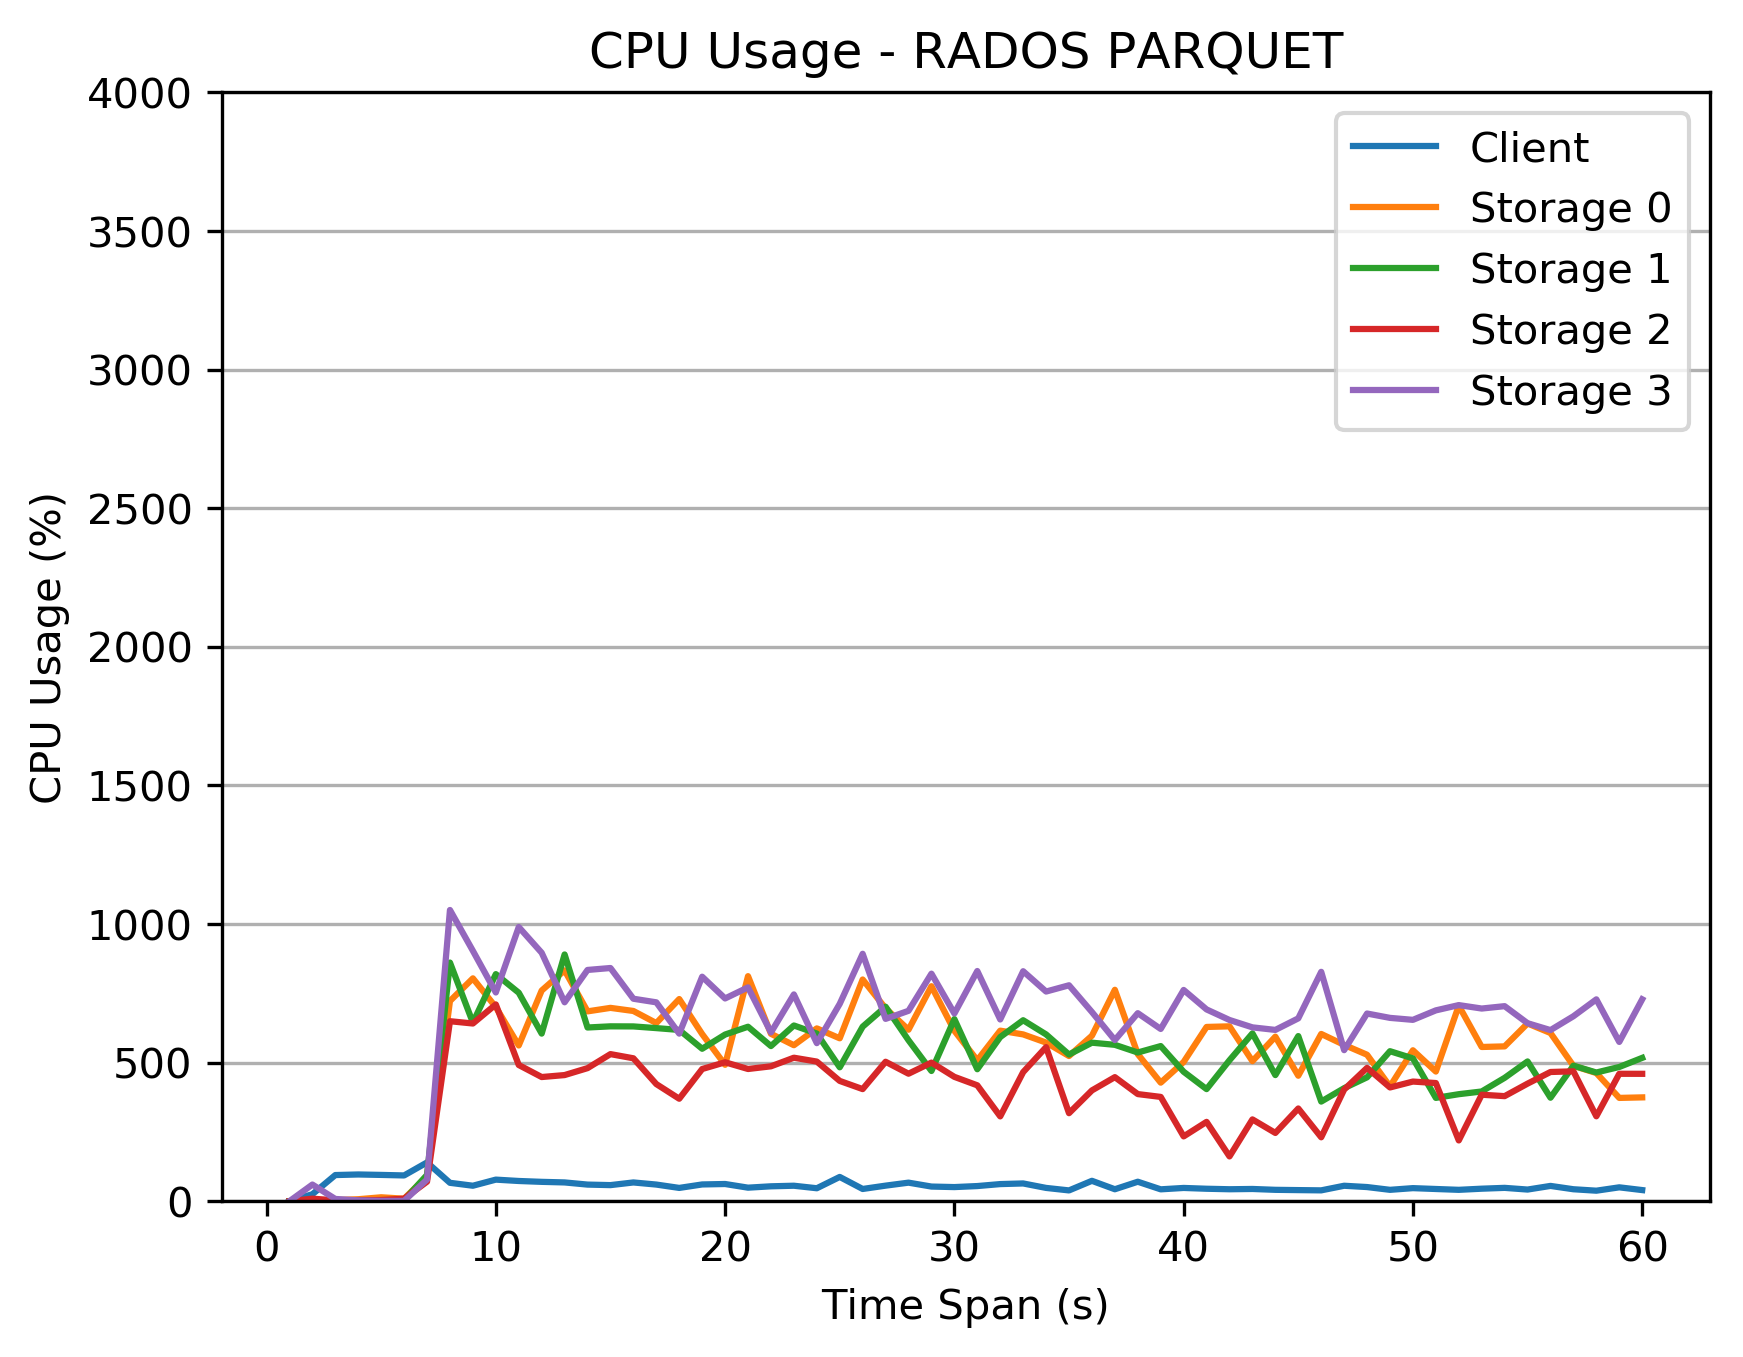 CPU Usage - RADOS PARQUET
4000
3500
3000
2500
2000
1500
1000
500
0
CPU Usage (%)
Client
Storage 0
Storage 1
Storage 2
Storage 3
0 10 20 30 40 50 60
Time Span (s)